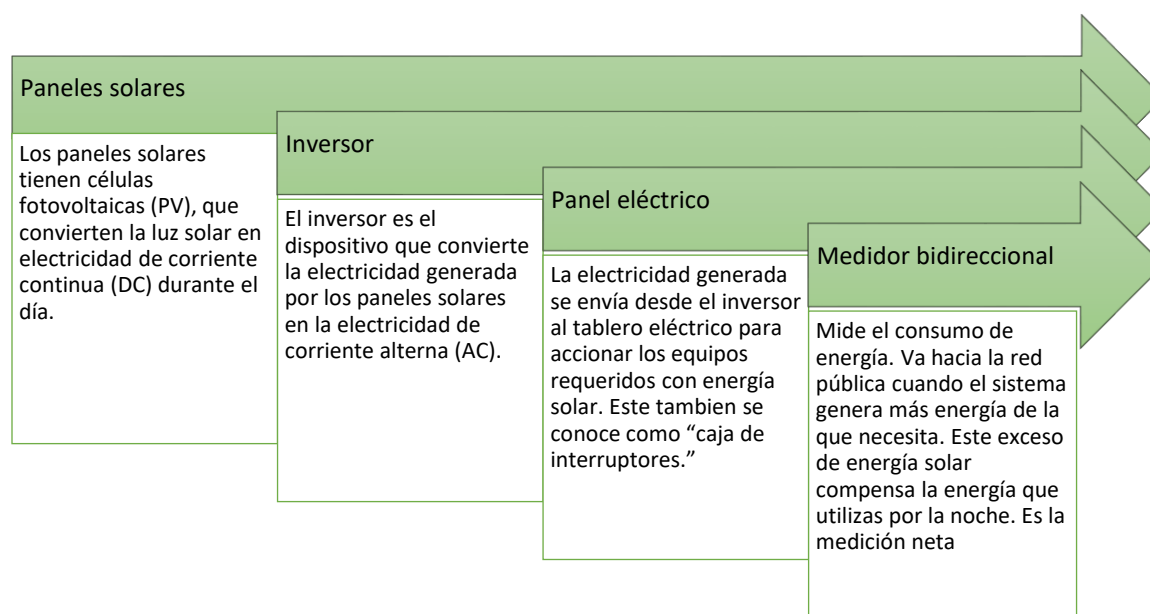 Paneles solares
Los paneles solares
tienen células
fotovoltaicas (PV), que
convierten la luz solar en
electricidad de corriente
continua (DC) durante el
día.
Inversor
El inversor es el
dispositivo que convierte
la electricidad generada
por los paneles solares
en la electricidad de
corriente alterna (AC).
Panel eléctrico
La electricidad generada
se envía desde el inversor
al tablero eléctrico para
accionar los equipos
requeridos con energía
solar. Este tambien se
conoce como “caja de
interruptores.”
Medidor bidireccional
Mide el consumo de
energía. Va hacia la red
pública cuando el sistema
genera más energía de la
que necesita. Este exceso
de energía solar
compensa la energía que
utilizas por la noche. Es la
medición neta